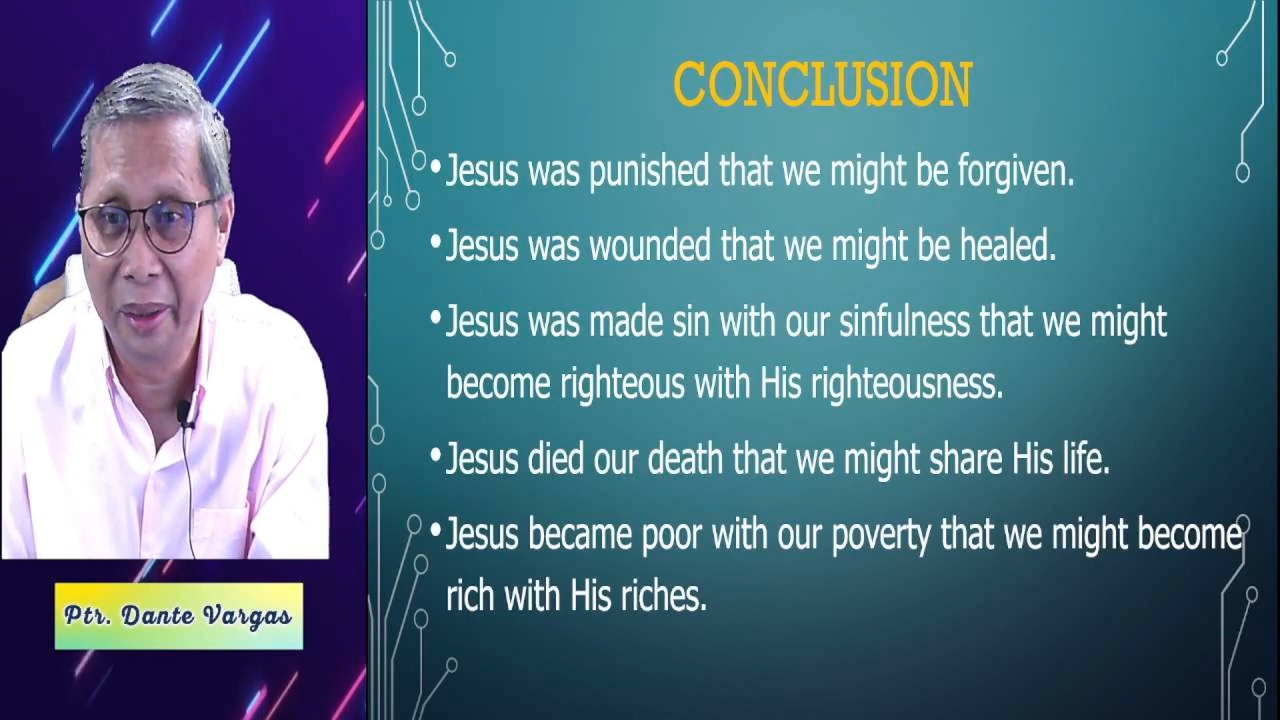 CONCLUSION
•Jesus was punished that we might be forgiven.
•Jesus was wounded that we might be healed.
•Jesus was made sin with our sinfulness that we might
become righteous with His righteousness.
•Jesus died our death that we might share His life.
•Jesus became poor with our poverty that we might become
rich with His riches.
Ptr. Dante Vargas